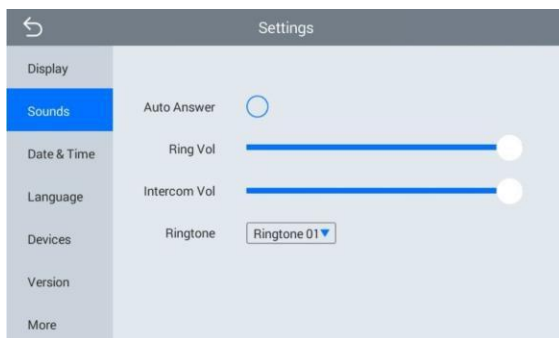 Settings
Display
Sounds
Date & Time
Language
Devices
Version
More
Auto Answer
Ring Vol
Intercom Vol
Ringtone
Ringtone 01